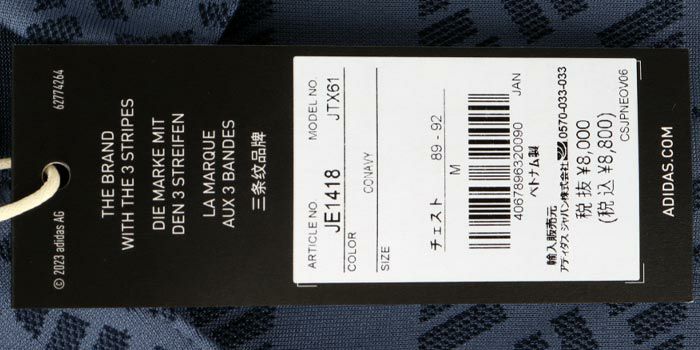 62774264
© 2023 adidas AG
THE BRAND
WITH THE 3 STRIPES
DIE MARKE MIT
DEN 3 STREIFEN
LA MARQUE
AUX 3 BANDES
三条纹品牌
ARTICLE NO. MODEL NO.
JE1418 JTX61
COLOR
CONAVY
SIZE
チェスト 89 - 92
M
JAN
4067896320090
ベトナム製
輸入販売元
アディダス ジャパン株式会社 0570-033-033
税 抜 ¥8,000
(税 込 ¥8,800)
CSJPNEOV06
ADIDAS.COM